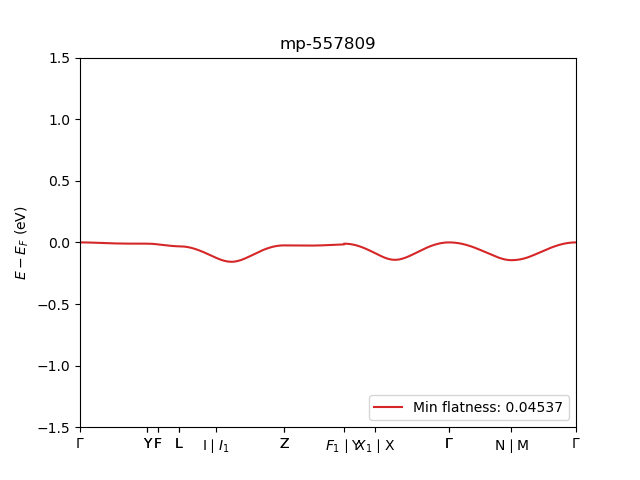 mp-557809
E − E_F (eV)
1.5
1.0
0.5
0.0
−0.5
−1.0
−1.5
Min flatness: 0.04537
Γ Y F L I | I₁ Z F₁ | Y X₁ | X Γ N | M Γ